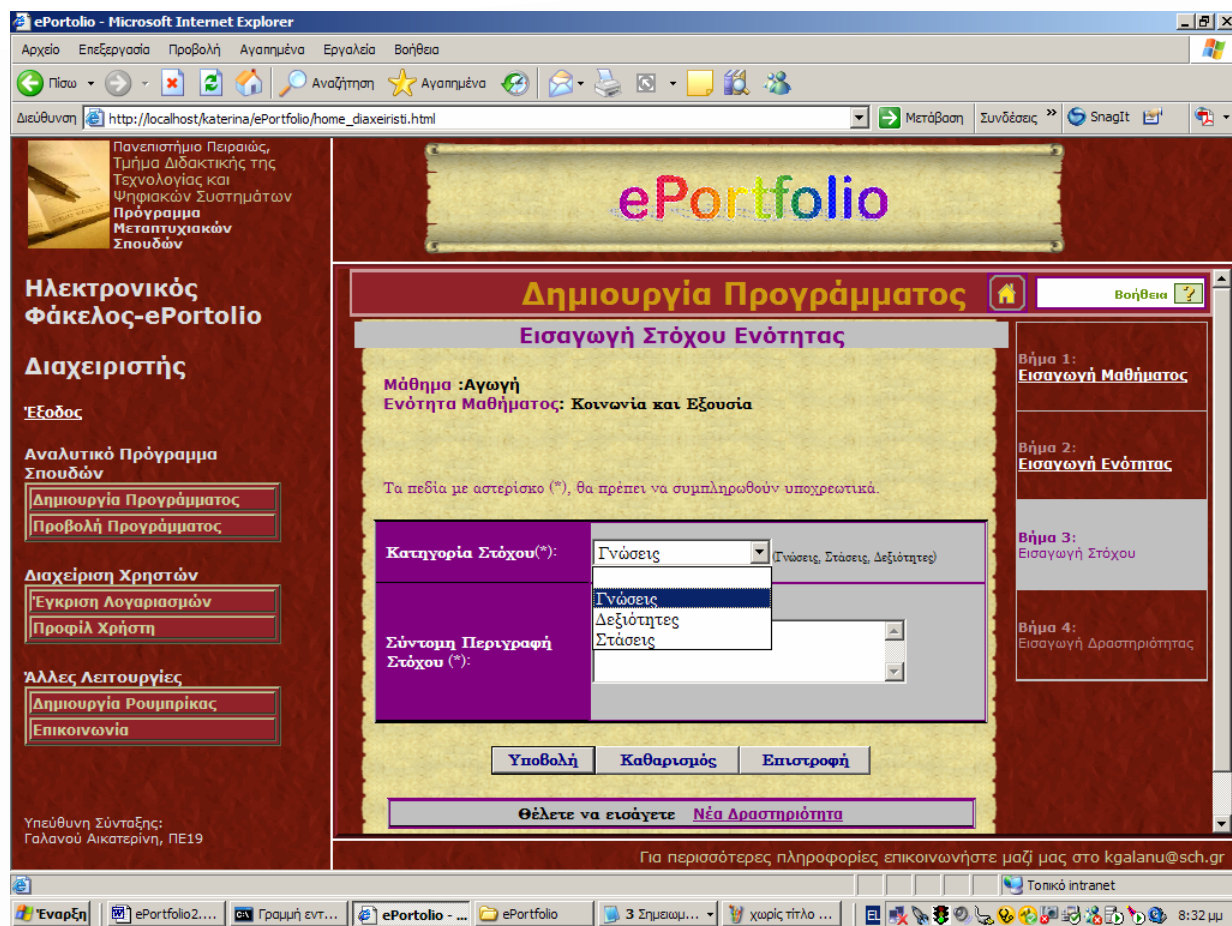 ePortolio - Microsoft Internet Explorer
Αρχείο Επεξεργασία Προβολή Αγαπημένα Εργαλεία Βοήθεια
Πίσω Αναζήτηση Αγαπημένα
Διεύθυνση http://localhost/katerina/ePortfolio/home_diaxeiristi.html Μετάβαση Συνδέσεις » SnagIt
Πανεπιστήμιο Πειραιώς,
Τμήμα Διδακτικής της
Τεχνολογίας και
Ψηφιακών Συστημάτων
Πρόγραμμα
Μεταπτυχιακών
Σπουδών
ePortfolio
Ηλεκτρονικός
Φάκελος-ePortolio
Διαχειριστής
Έξοδος
Αναλυτικό Πρόγραμμα
Σπουδών
Δημιουργία Προγράμματος
Προβολή Προγράμματος
Διαχείριση Χρηστών
Έγκριση Λογαριασμών
Προφίλ Χρήστη
Άλλες Λειτουργίες
Δημιουργία Ρουμπρίκας
Επικοινωνία
Υπεύθυνη Σύνταξης:
Γαλανού Αικατερίνη, ΠΕ19
Δημιουργία Προγράμματος
Βοήθεια ?
Εισαγωγή Στόχου Ενότητας
Μάθημα :Αγωγή
Ενότητα Μαθήματος: Κοινωνία και Εξουσία
Τα πεδία με αστερίσκο (*), θα πρέπει να συμπληρωθούν υποχρεωτικά.
Κατηγορία Στόχου(*):
Γνώσεις
(Γνώσεις, Στάσεις, Δεξιότητες)
Γνώσεις
Δεξιότητες
Στάσεις
Σύντομη Περιγραφή
Στόχου (*):
Υποβολή Καθαρισμός Επιστροφή
Θέλετε να εισάγετε Νέα Δραστηριότητα
Βήμα 1:
Εισαγωγή Μαθήματος
Βήμα 2:
Εισαγωγή Ενότητας
Βήμα 3:
Εισαγωγή Στόχου
Βήμα 4:
Εισαγωγή Δραστηριότητας
Για περισσότερες πληροφορίες επικοινωνήστε μαζί μας στο kgalanu@sch.gr
Τοπικό intranet
Έναρξη ePortfolio2.... Γραμμή εντ... ePortolio - ... ePortfolio 3 Σημειωμ... χωρίς τίτλο ... EL 8:32 μμ